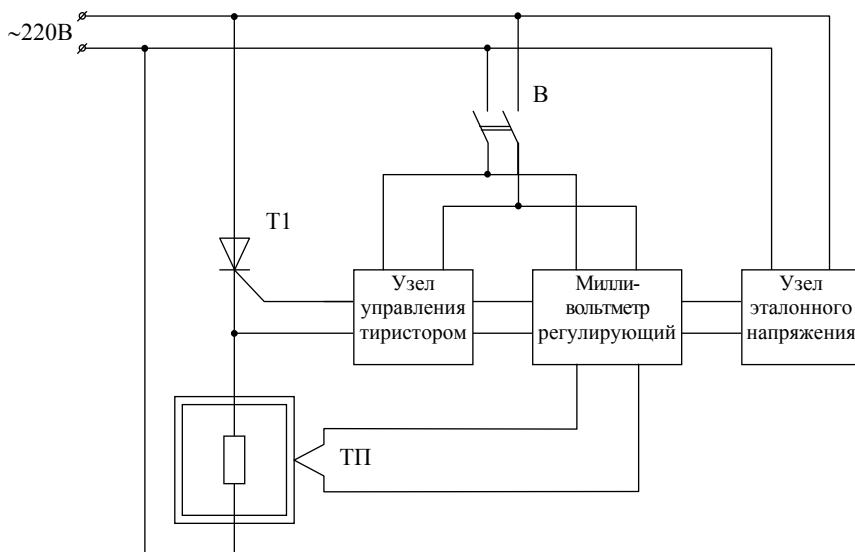 ~220В
В
Т1
Узел
управления
тиристором
Милли-
вольтметр
регулирующий
Узел
эталонного
напряжения
ТП